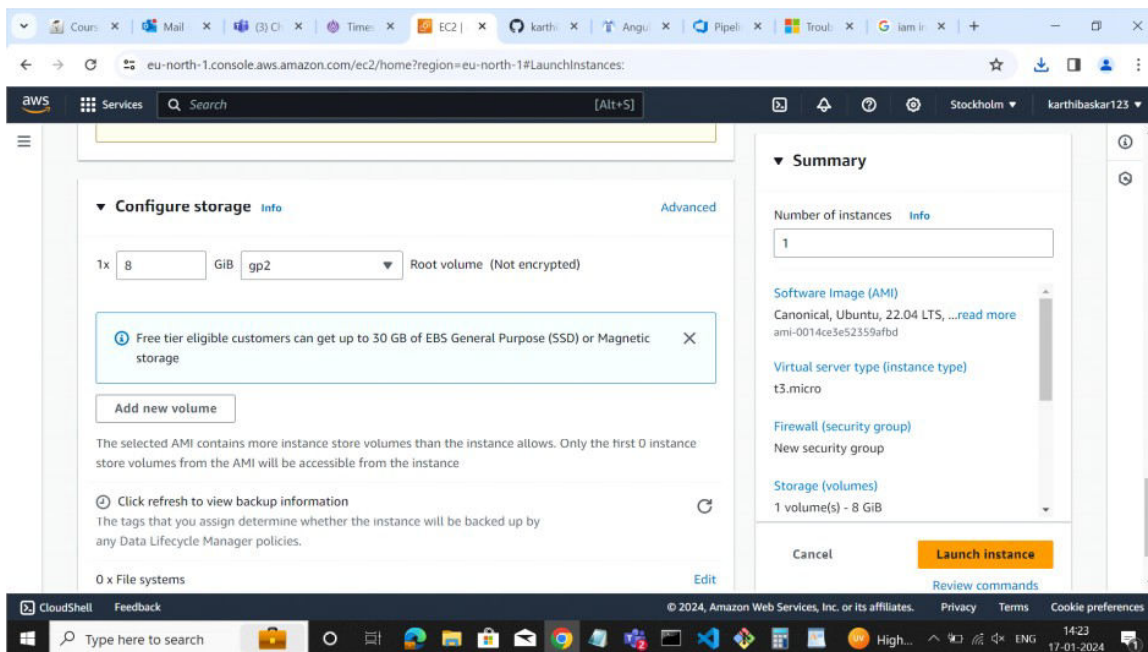 Cours
Mail
(3) Ch
Time
EC2 |
karthi
Angu
Pipeli
Troub
iam in
eu-north-1.console.aws.amazon.com/ec2/home?region=eu-north-1#LaunchInstances:
aws
Services
Search
[Alt+S]
Stockholm
karthibaskar123
Configure storage Info
Advanced
1x 8 GiB gp2 Root volume (Not encrypted)
Free tier eligible customers can get up to 30 GB of EBS General Purpose (SSD) or Magnetic
storage
Add new volume
The selected AMI contains more instance store volumes than the instance allows. Only the first 0 instance
store volumes from the AMI will be accessible from the instance
Click refresh to view backup information
The tags that you assign determine whether the instance will be backed up by
any Data Lifecycle Manager policies.
0 x File systems
Edit
Summary
Number of instances Info
1
Software Image (AMI)
Canonical, Ubuntu, 22.04 LTS, ...read more
ami-0014ce3e52359afbd
Virtual server type (instance type)
t3.micro
Firewall (security group)
New security group
Storage (volumes)
1 volume(s) - 8 GiB
Cancel
Launch instance
Review commands
CloudShell Feedback
© 2024, Amazon Web Services, Inc. or its affiliates. Privacy Terms Cookie preferences
Type here to search
High...
ENG
14:23
17-01-2024